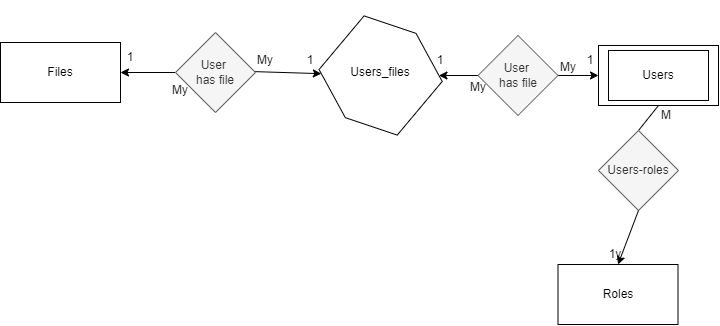 Files
1
My
User
has file
My
1
Users_files
1
My
User
has file
My
1
Users
M
Users-roles
1y
Roles